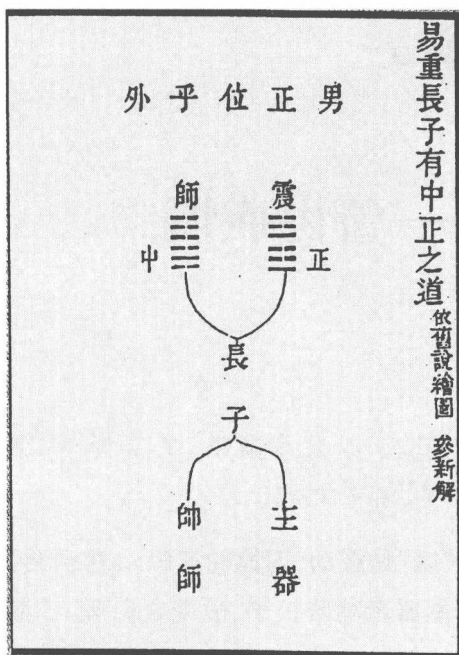 易重長子有中正之道
依舊說繪圖 參新解
男正位乎外
震
正
師
中
長子
主器
帥師